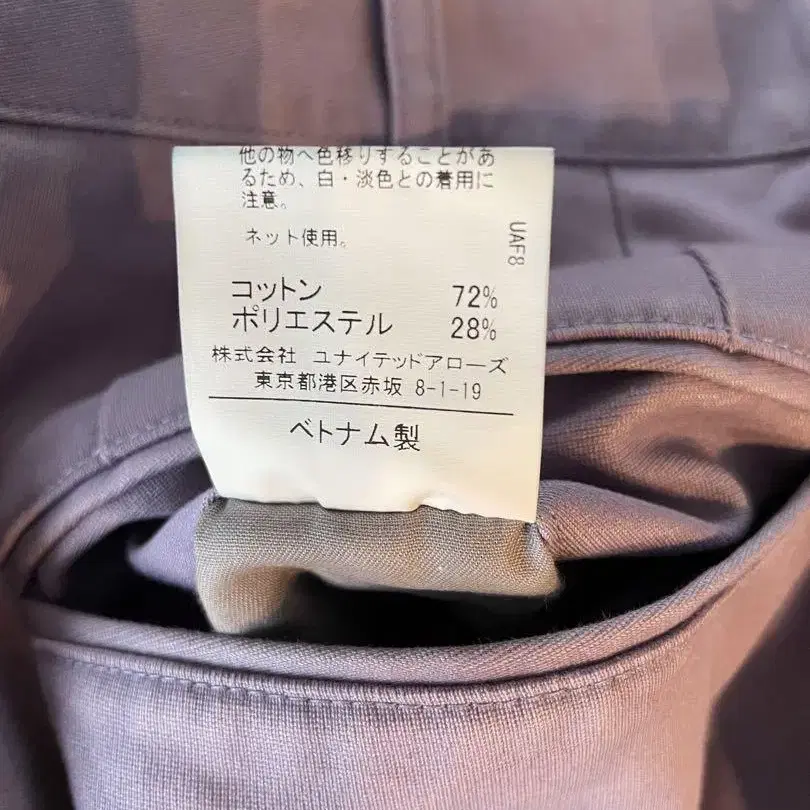 他の物へ色移りすることがあ
るため、白・淡色との着用に
注意。
ネット使用。
UAF8
コットン 72%
ポリエステル 28%
株式会社 ユナイテッドアローズ
東京都港区赤坂 8-1-19
ベトナム製